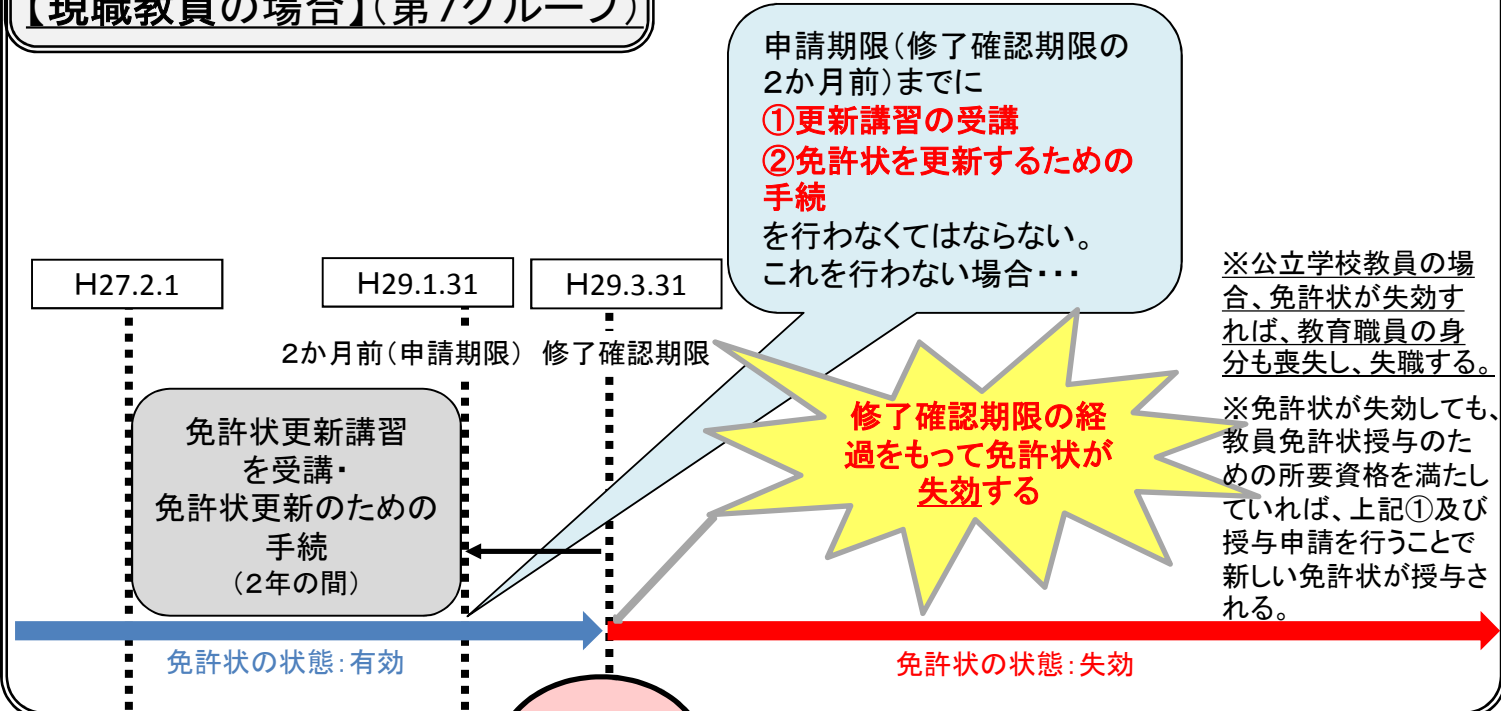 【現職教員の場合】(第7グループ)
申請期限(修了確認期限の
2か月前)までに
①更新講習の受講
②免許状を更新するための
手続
を行わなくてはならない。
これを行わない場合・・・
H27.2.1
H29.1.31
H29.3.31
2か月前(申請期限)
修了確認期限
免許状更新講習
を受講・
免許状更新のための
手続
(2年の間)
修了確認期限の経
過をもって免許状が
失効する
※公立学校教員の場
合、免許状が失効す
れば、教育職員の身
分も喪失し、失職する。
※免許状が失効しても、
教員免許状授与のた
めの所要資格を満たし
ていれば、上記①及び
授与申請を行うことで
新しい免許状が授与さ
れる。
免許状の状態:有効
免許状の状態:失効